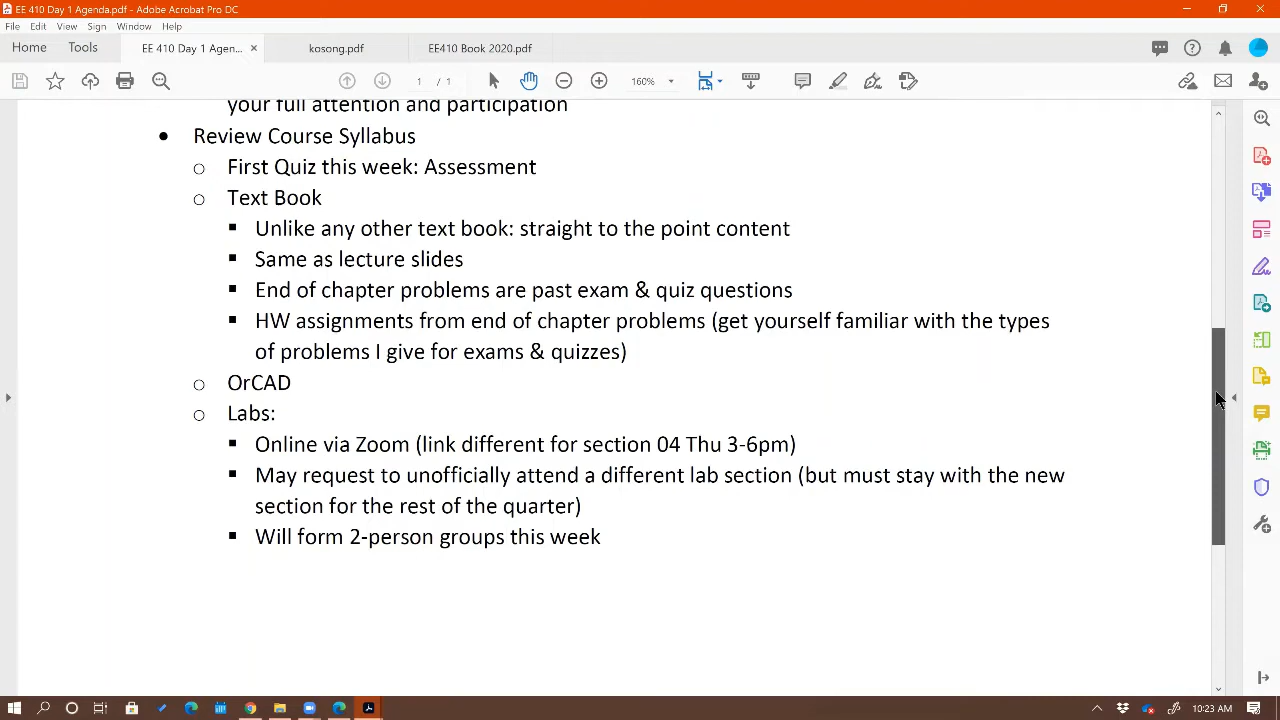 EE 410 Day 1 Agenda.pdf - Adobe Acrobat Pro DC
File Edit View Sign Window Help
Home Tools EE 410 Day 1 Agen... × kosong.pdf EE410 Book 2020.pdf
1 / 1 160%
your full attention and participation
• Review Course Syllabus
o First Quiz this week: Assessment
o Text Book
▪ Unlike any other text book: straight to the point content
▪ Same as lecture slides
▪ End of chapter problems are past exam & quiz questions
▪ HW assignments from end of chapter problems (get yourself familiar with the types
of problems I give for exams & quizzes)
o OrCAD
o Labs:
▪ Online via Zoom (link different for section 04 Thu 3-6pm)
▪ May request to unofficially attend a different lab section (but must stay with the new
section for the rest of the quarter)
▪ Will form 2-person groups this week
10:23 AM